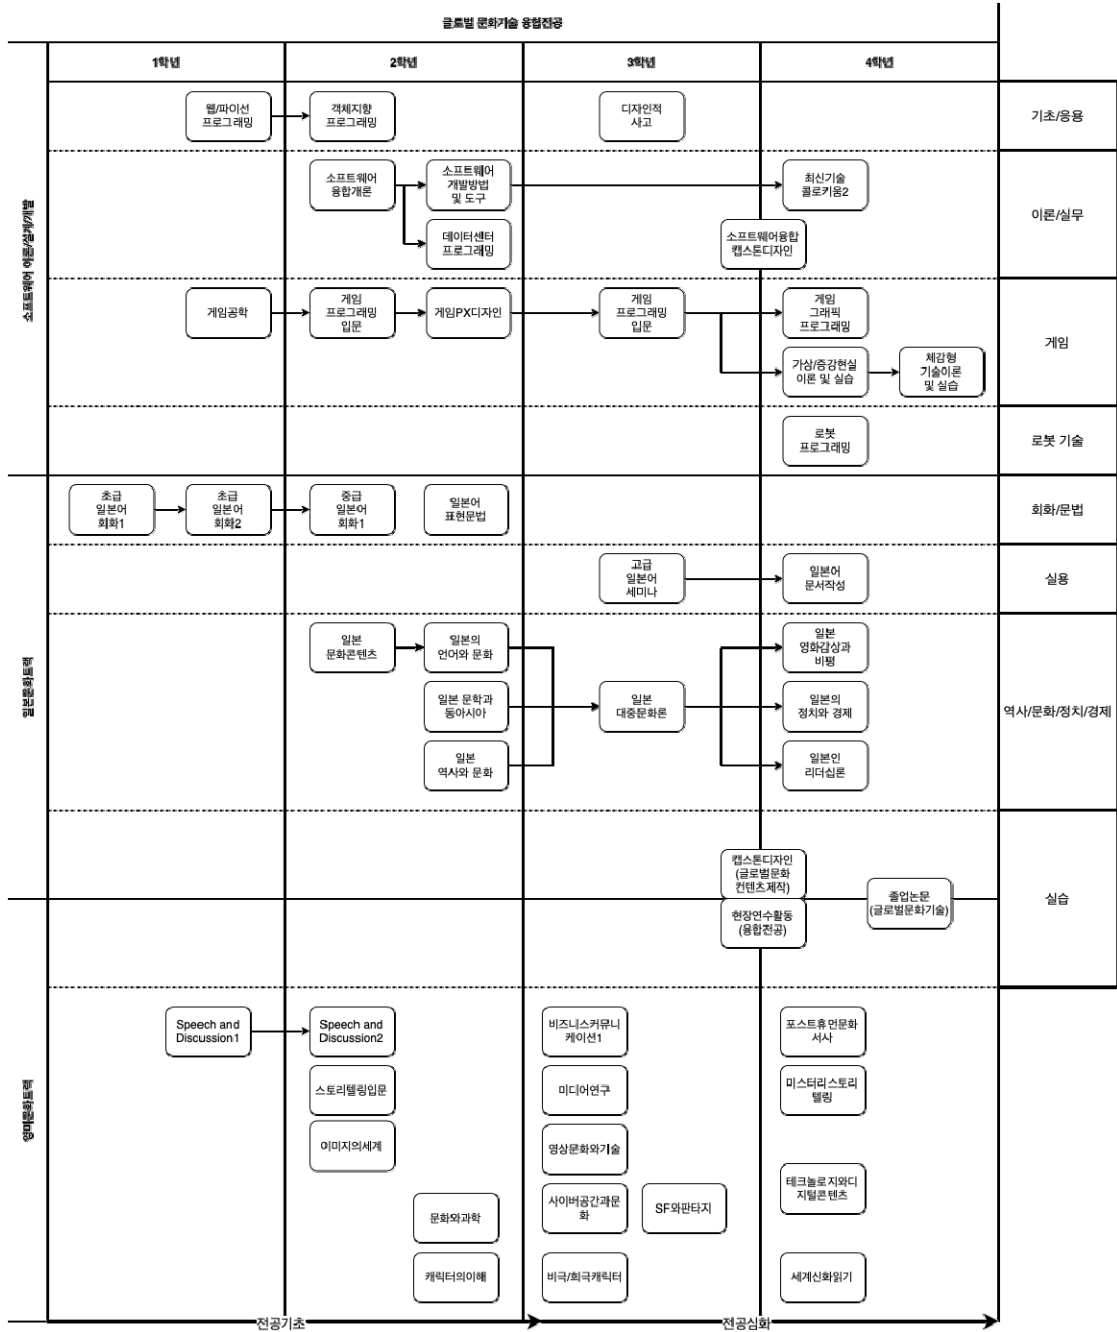 글로벌 문화기술 융합전공
1학년
2학년
3학년
4학년
소프트웨어 이론/설계/개발
웹/파이선
프로그래밍
객체지향
프로그래밍
디자인적
사고
기초/응용
소프트웨어
융합개론
소프트웨어
개발방법
및 도구
최신기술
콜로키움2
데이터센터
프로그래밍
소프트웨어융합
캡스톤디자인
이론/실무
게임공학
게임
프로그래밍
입문
게임PX디자인
게임
프로그래밍
입문
게임
그래픽
프로그래밍
가상/증강현실
이론 및 실습
체감형
기술이론
및 실습
게임
로봇
프로그래밍
로봇 기술
일본문화트랙
초급
일본어
회화1
초급
일본어
회화2
중급
일본어
회화1
일본어
표현문법
회화/문법
고급
일본어
세미나
일본어
문서작성
실용
일본
문화콘텐츠
일본의
언어와 문화
일본 문학과
동아시아
일본
역사와 문화
일본
대중문화론
일본
영화감상과
비평
일본의
정치와 경제
일본인
리더십론
역사/문화/정치/경제
캡스톤디자인
(글로벌문화
컨텐츠제작)
현장연수활동
(융합전공)
졸업논문
(글로벌문화기술)
실습
영미문화트랙
Speech and
Discussion1
Speech and
Discussion2
비즈니스커뮤니
케이션1
포스트휴먼문화
서사
스토리텔링입문
미디어연구
미스터리스토리
텔링
이미지의세계
영상문화와기술
문화와과학
사이버공간과문
화
SF와판타지
테크놀로지와디
지털콘텐츠
캐릭터의이해
비극/희극캐릭터
세계신화읽기
전공기초
전공심화